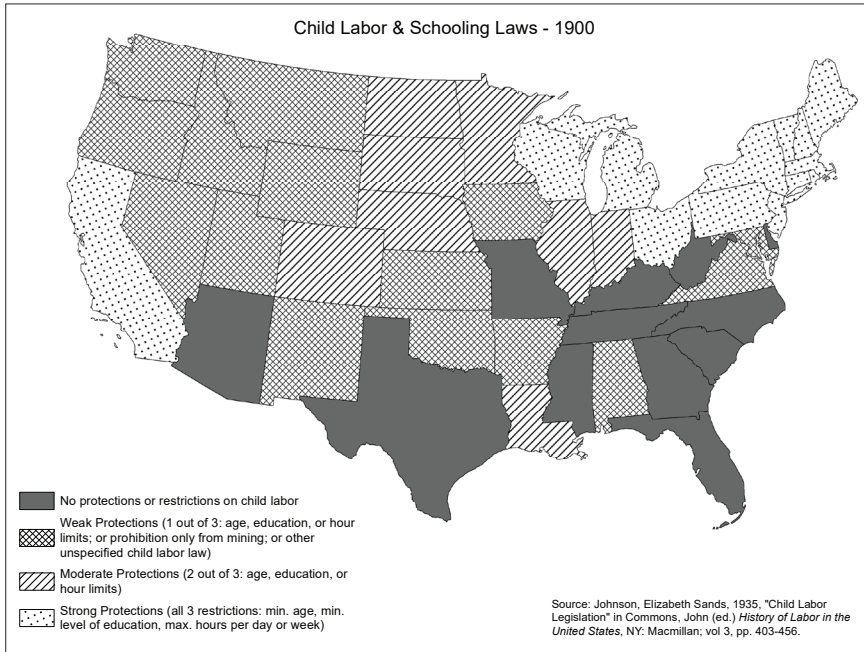 Child Labor & Schooling Laws - 1900
No protections or restrictions on child labor
Weak Protections (1 out of 3: age, education, or hour
limits; or prohibition only from mining; or other
unspecified child labor law)
Moderate Protections (2 out of 3: age, education, or
hour limits)
Strong Protections (all 3 restrictions: min. age, min.
level of education, max. hours per day or week)
Source: Johnson, Elizabeth Sands, 1935, "Child Labor
Legislation" in Commons, John (ed.) History of Labor in the
United States, NY: Macmillan; vol 3, pp. 403-456.